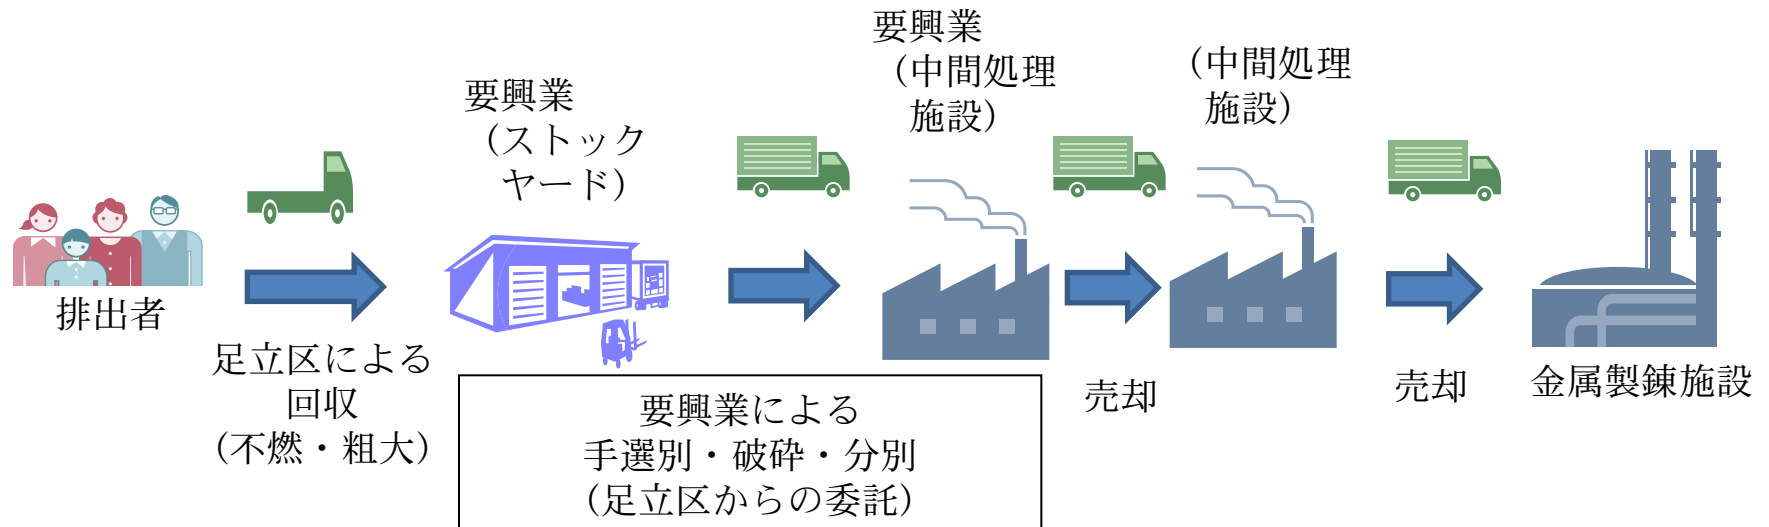 排出者
足立区による
回収
（不燃・粗大）
要興業
（ストック
ヤード）
要興業
（中間処理
施設）
要興業による
手選別・破砕・分別
（足立区からの委託）
売却
（中間処理
施設）
売却
金属製錬施設